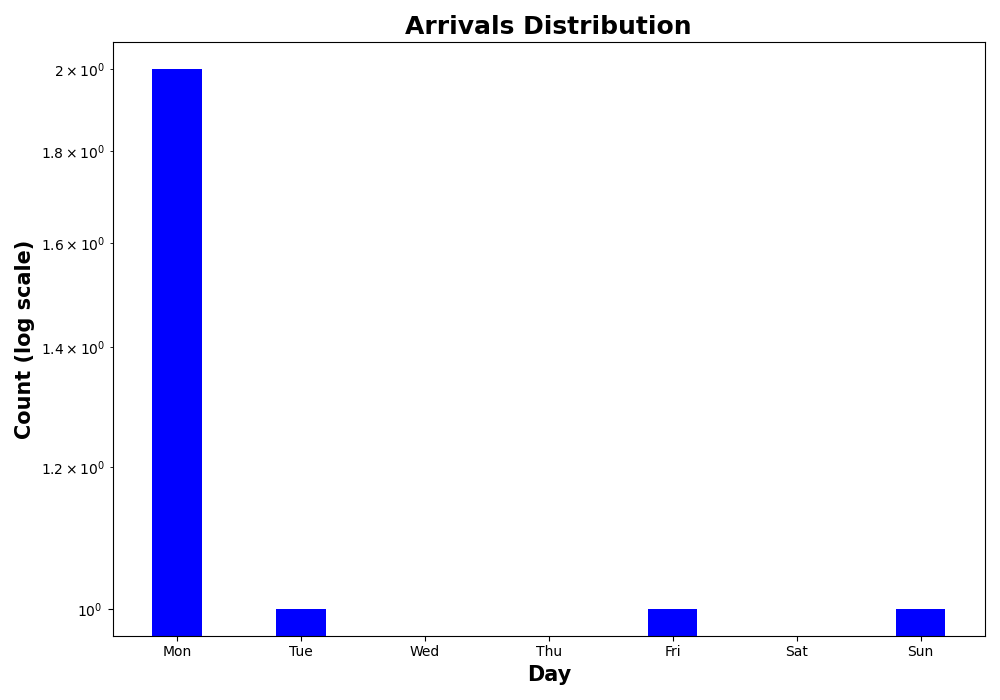 Arrivals Distribution
Count (log scale)
2 × 10⁰
1.8 × 10⁰
1.6 × 10⁰
1.4 × 10⁰
1.2 × 10⁰
10⁰
Mon Tue Wed Thu Fri Sat Sun
Day